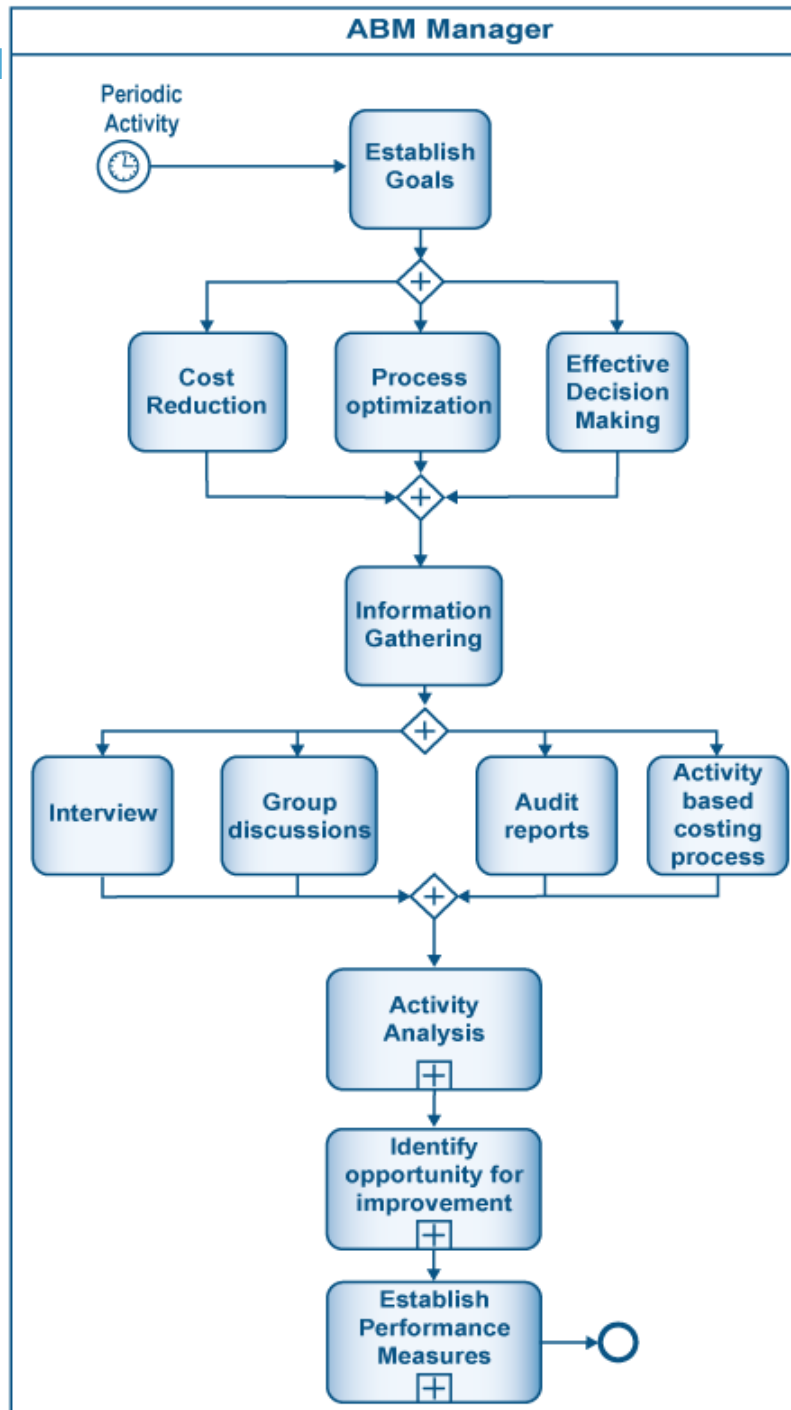 ABM Manager
Periodic
Activity
Establish
Goals
Cost
Reduction
Process
optimization
Effective
Decision
Making
Information
Gathering
Interview
Group
discussions
Audit
reports
Activity
based
costing
process
Activity
Analysis
Identify
opportunity for
improvement
Establish
Performance
Measures